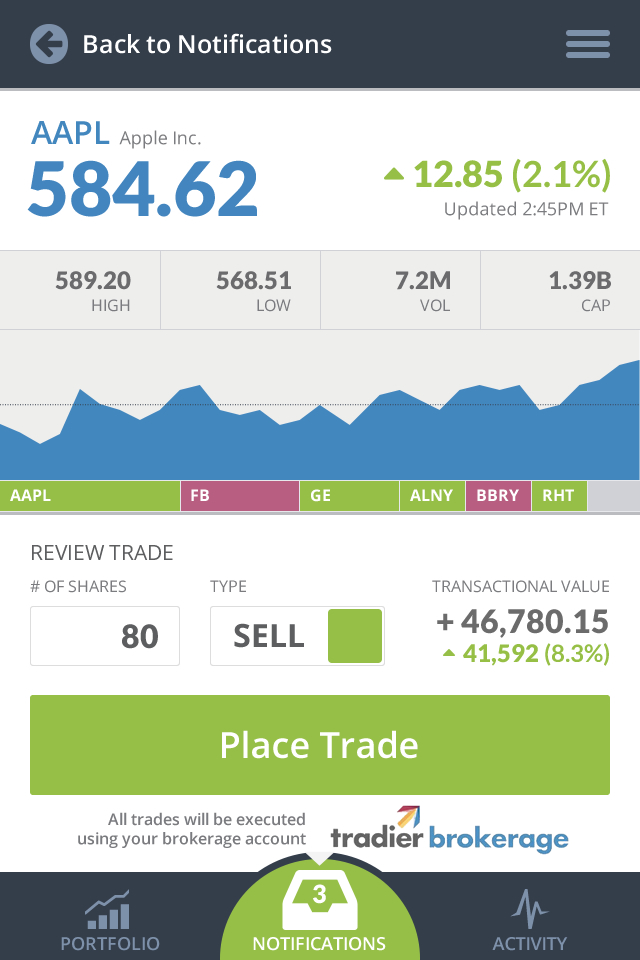 Back to Notifications
AAPL Apple Inc.
584.62
12.85 (2.1%)
Updated 2:45PM ET
589.20 568.51 7.2M 1.39B
HIGH LOW VOL CAP
AAPL FB GE ALNY BBRY RHT
REVIEW TRADE
# OF SHARES TYPE TRANSACTIONAL VALUE
80 SELL + 46,780.15
41,592 (8.3%)
Place Trade
All trades will be executed
using your brokerage account
tradier brokerage
3
PORTFOLIO NOTIFICATIONS ACTIVITY